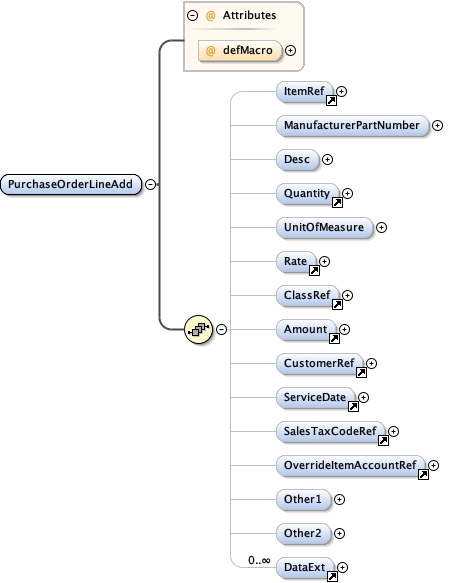 @ Attributes
@ defMacro
PurchaseOrderLineAdd
ItemRef
ManufacturerPartNumber
Desc
Quantity
UnitOfMeasure
Rate
ClassRef
Amount
CustomerRef
ServiceDate
SalesTaxCodeRef
OverrideItemAccountRef
Other1
Other2
0..∞
DataExt